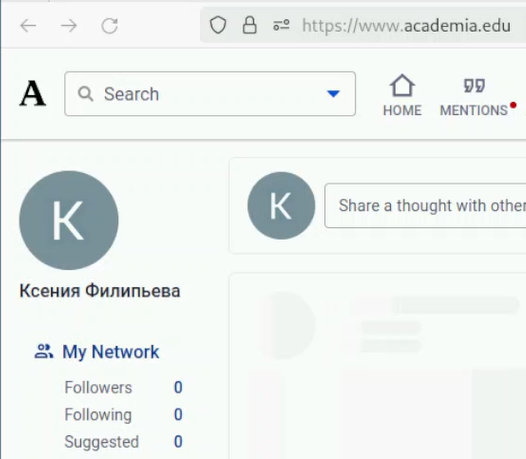 https://www.academia.edu
A
Search
HOME
MENTIONS
K
K
Share a thought with other
Ксения Филипьева
My Network
Followers 0
Following 0
Suggested 0